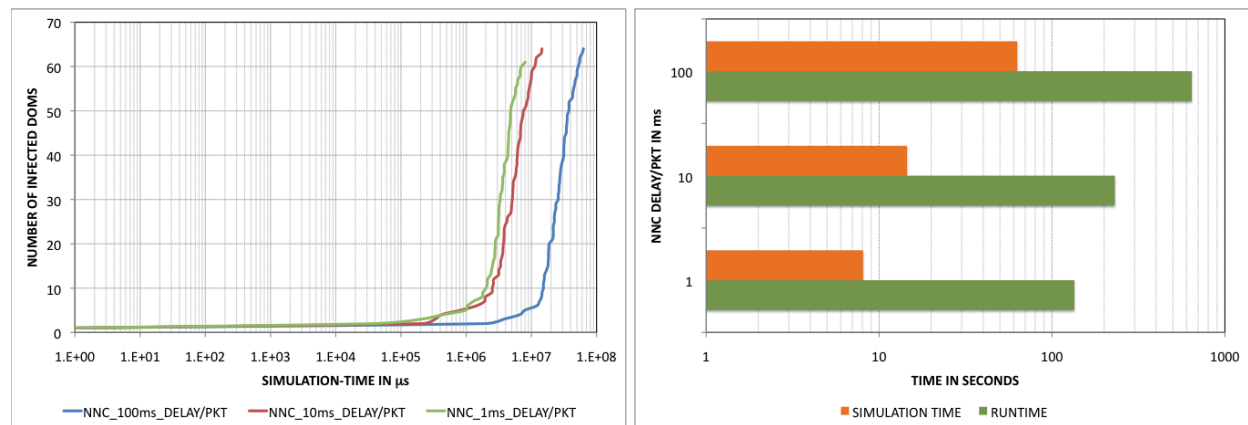 70
60
50
40
30
20
10
0
NUMBER OF INFECTED DOMS
1.E+00 1.E+01 1.E+02 1.E+03 1.E+04 1.E+05 1.E+06 1.E+07 1.E+08
SIMULATION-TIME IN µs
NNC_100ms_DELAY/PKT NNC_10ms_DELAY/PKT NNC_1ms_DELAY/PKT
NNC DELAY/PKT IN ms
100
10
1
1 10 100 1000
TIME IN SECONDS
SIMULATION TIME RUNTIME